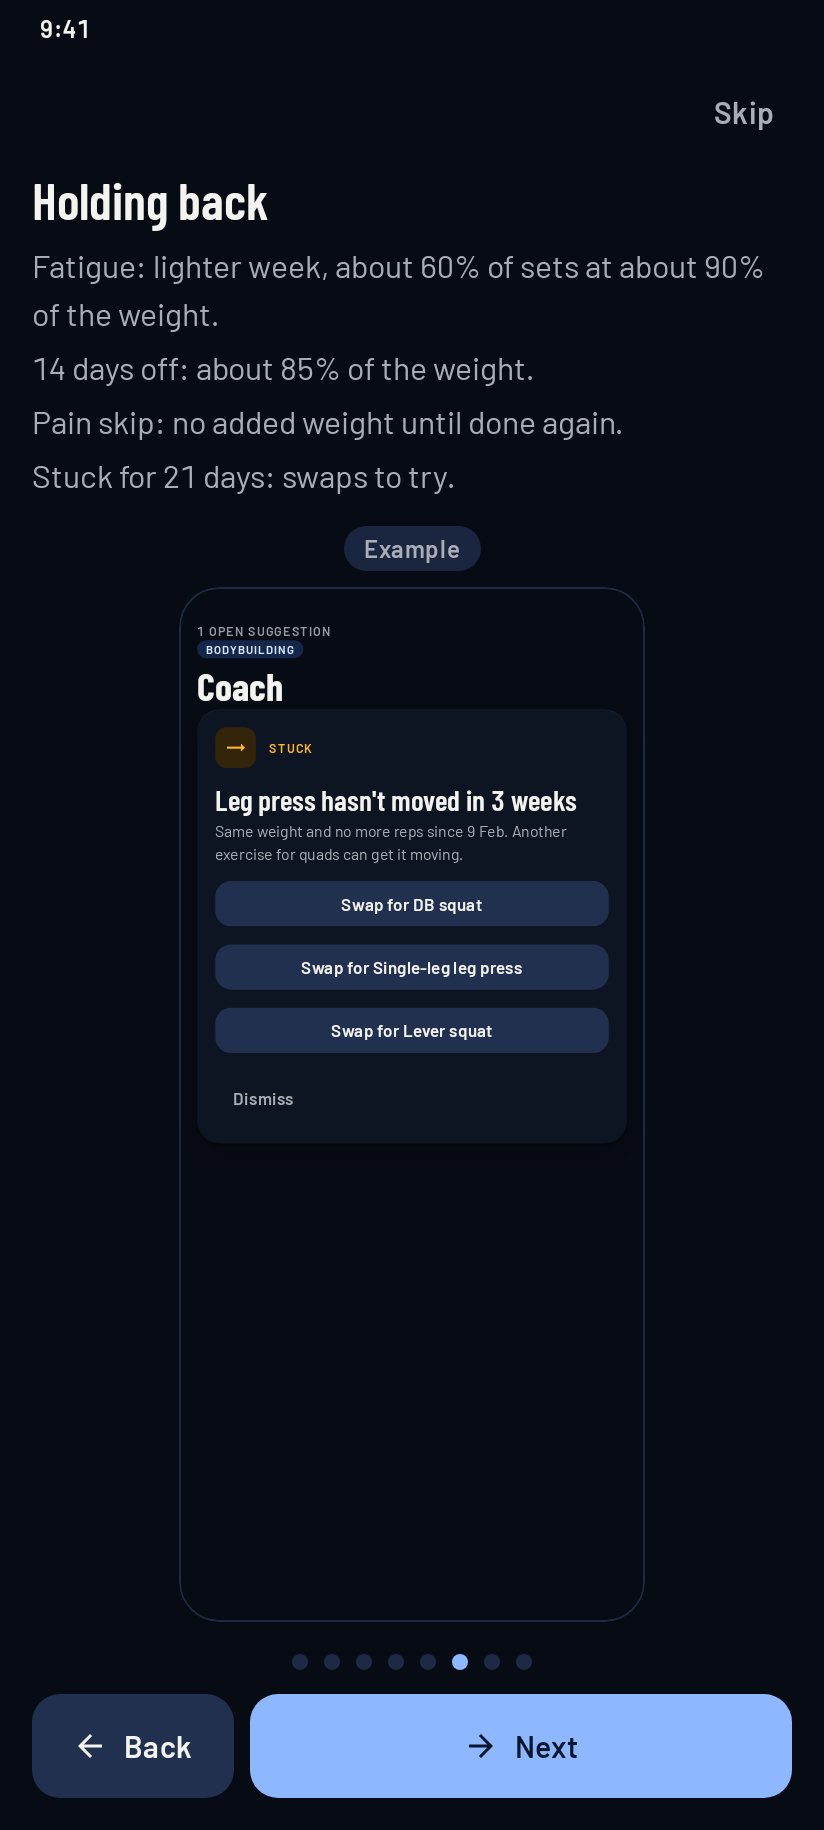 9:41
Skip
Holding back
Fatigue: lighter week, about 60% of sets at about 90%
of the weight.
14 days off: about 85% of the weight.
Pain skip: no added weight until done again.
Stuck for 21 days: swaps to try.
Example
1 OPEN SUGGESTION
BODYBUILDING
Coach
STUCK
Leg press hasn't moved in 3 weeks
Same weight and no more reps since 9 Feb. Another
exercise for quads can get it moving.
Swap for DB squat
Swap for Single-leg leg press
Swap for Lever squat
Dismiss
Back
Next